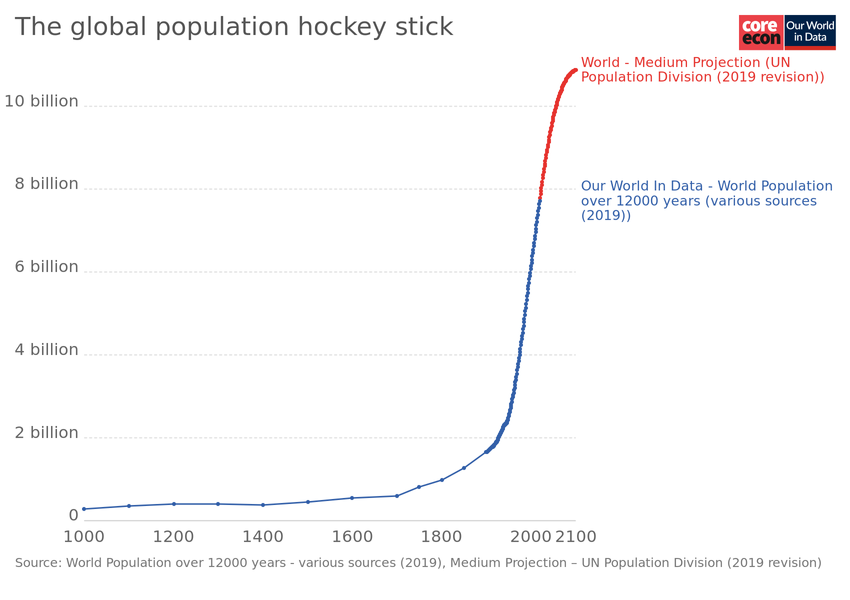 The global population hockey stick
core
econ
Our World
in Data
World - Medium Projection (UN
Population Division (2019 revision))
10 billion
8 billion
Our World In Data - World Population
over 12000 years (various sources
(2019))
6 billion
4 billion
2 billion
0
1000 1200 1400 1600 1800 2000 2100
Source: World Population over 12000 years - various sources (2019), Medium Projection – UN Population Division (2019 revision)